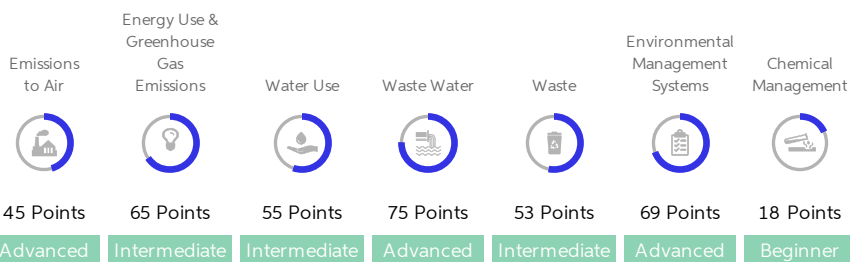 Emissions
to Air
Energy Use &
Greenhouse
Gas
Emissions
Water Use
Waste Water
Waste
Environmental
Management
Systems
Chemical
Management
45 Points
65 Points
55 Points
75 Points
53 Points
69 Points
18 Points
Advanced
Intermediate
Intermediate
Advanced
Intermediate
Advanced
Beginner